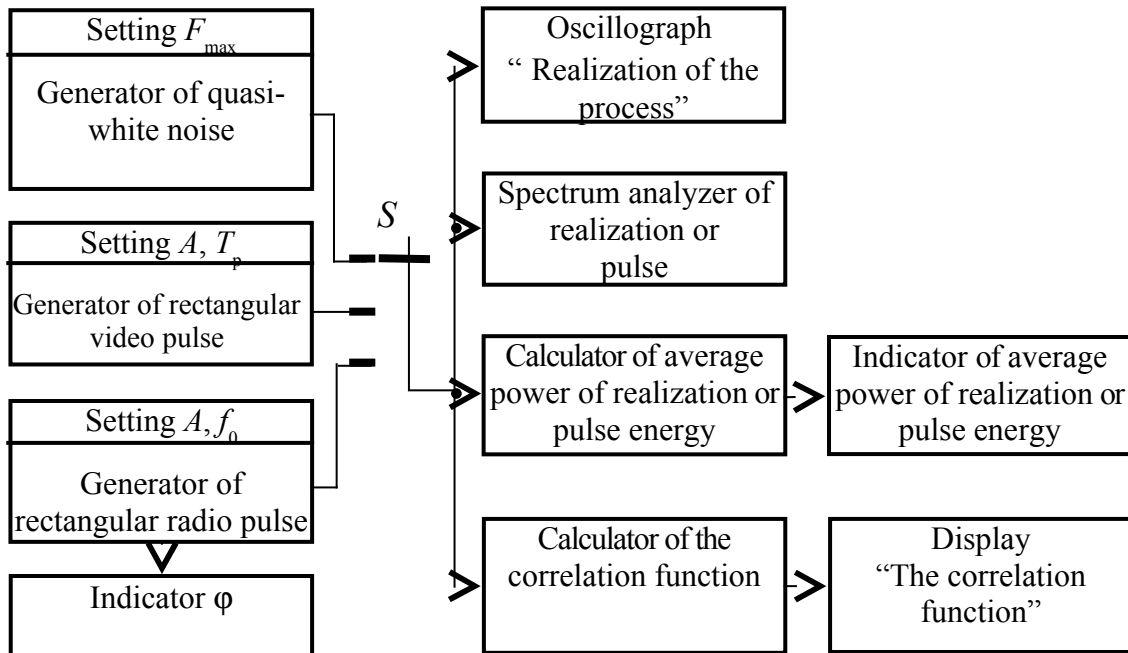 Setting F_max
Generator of quasi-
white noise
Setting A, T_p
Generator of rectangular
video pulse
Setting A, f_0
Generator of
rectangular radio pulse
Indicator φ
S
Oscillograph
“ Realization of the
process”
Spectrum analyzer of
realization or
pulse
Calculator of average
power of realization or
pulse energy
Indicator of average
power of realization or
pulse energy
Calculator of the
correlation function
Display
“The correlation
function”